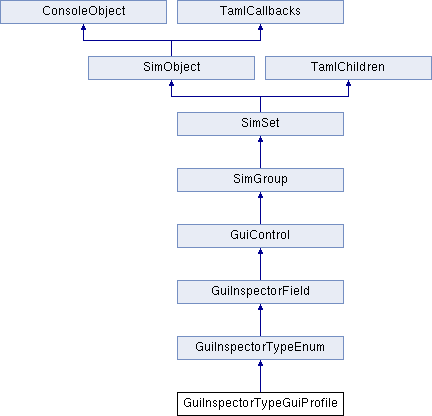 ConsoleObject
TamlCallbacks
SimObject
TamlChildren
SimSet
SimGroup
GuiControl
GuiInspectorField
GuiInspectorTypeEnum
GuiInspectorTypeGuiProfile